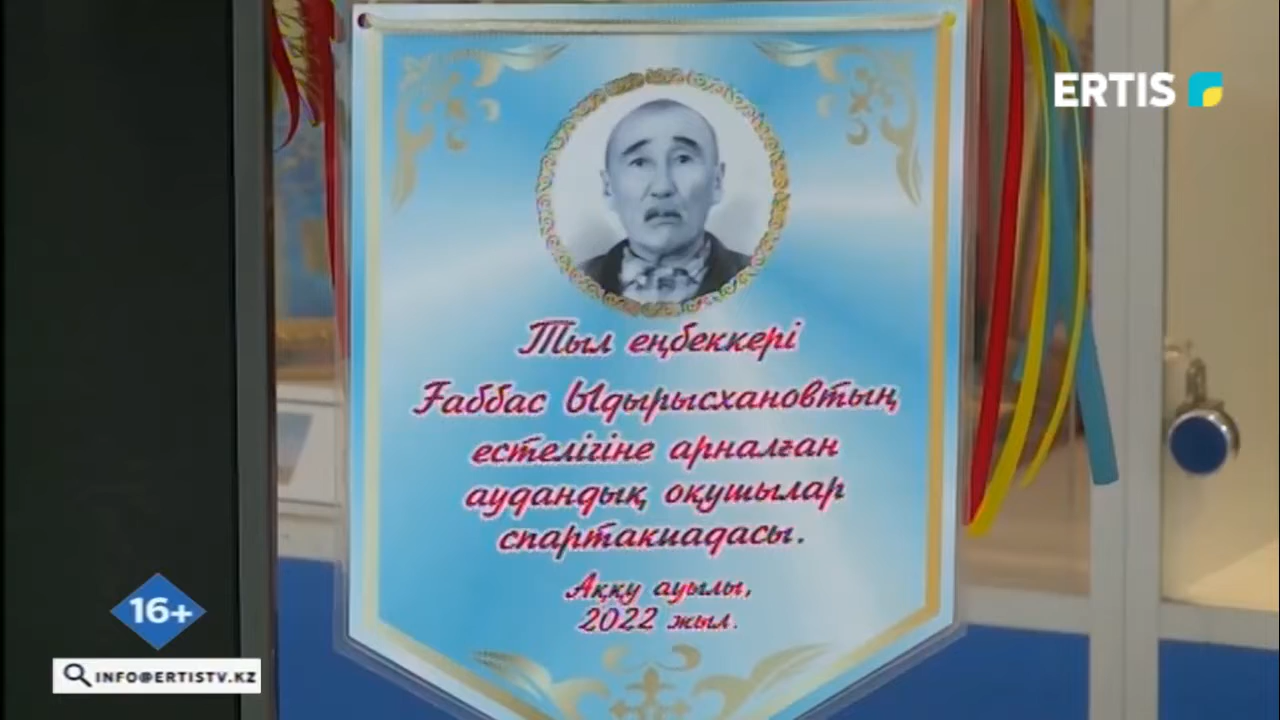 ERTIS
Тыл еңбеккері
Ғаббас Ыдырысхановтың
естелігіне арналған
аудандық оқушылар
спартакиадасы.
Аққу ауылы,
2022 жыл.
16+
INFO@ERTISTV.KZ